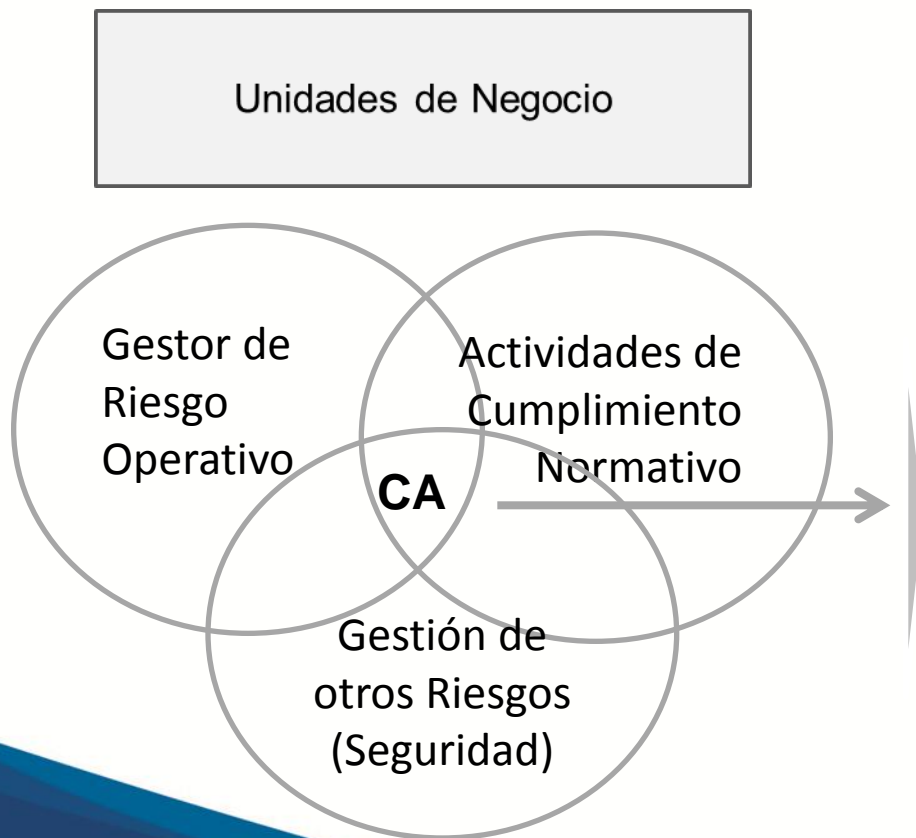 Unidades de Negocio
Gestor de
Riesgo
Operativo
Actividades de
Cumplimiento
Normativo
CA
Gestión de
otros Riesgos
(Seguridad)